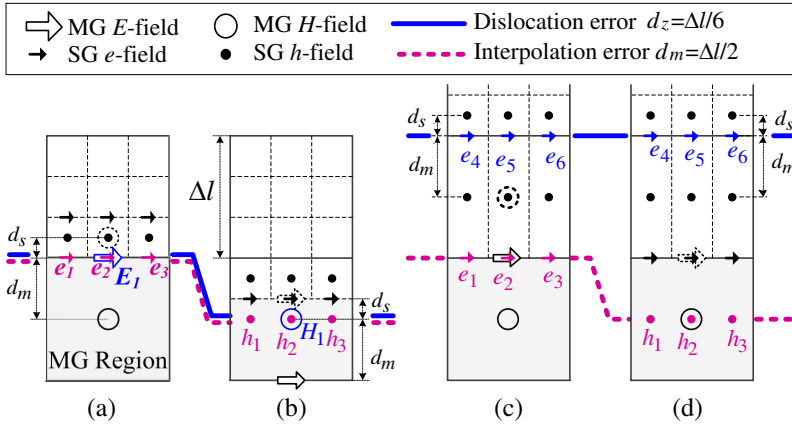 MG E-field MG H-field Dislocation error d_z=Δl/6
SG e-field SG h-field Interpolation error d_m=Δl/2
d_s
d_m
e_1 e_2 E_1 e_3
MG Region
(a)
Δl
d_s
d_m
h_1 h_2 H_1 h_3
(b)
d_s
d_m
e_4 e_5 e_6
e_1 e_2 e_3
(c)
d_s
d_m
e_4 e_5 e_6
h_1 h_2 h_3
(d)